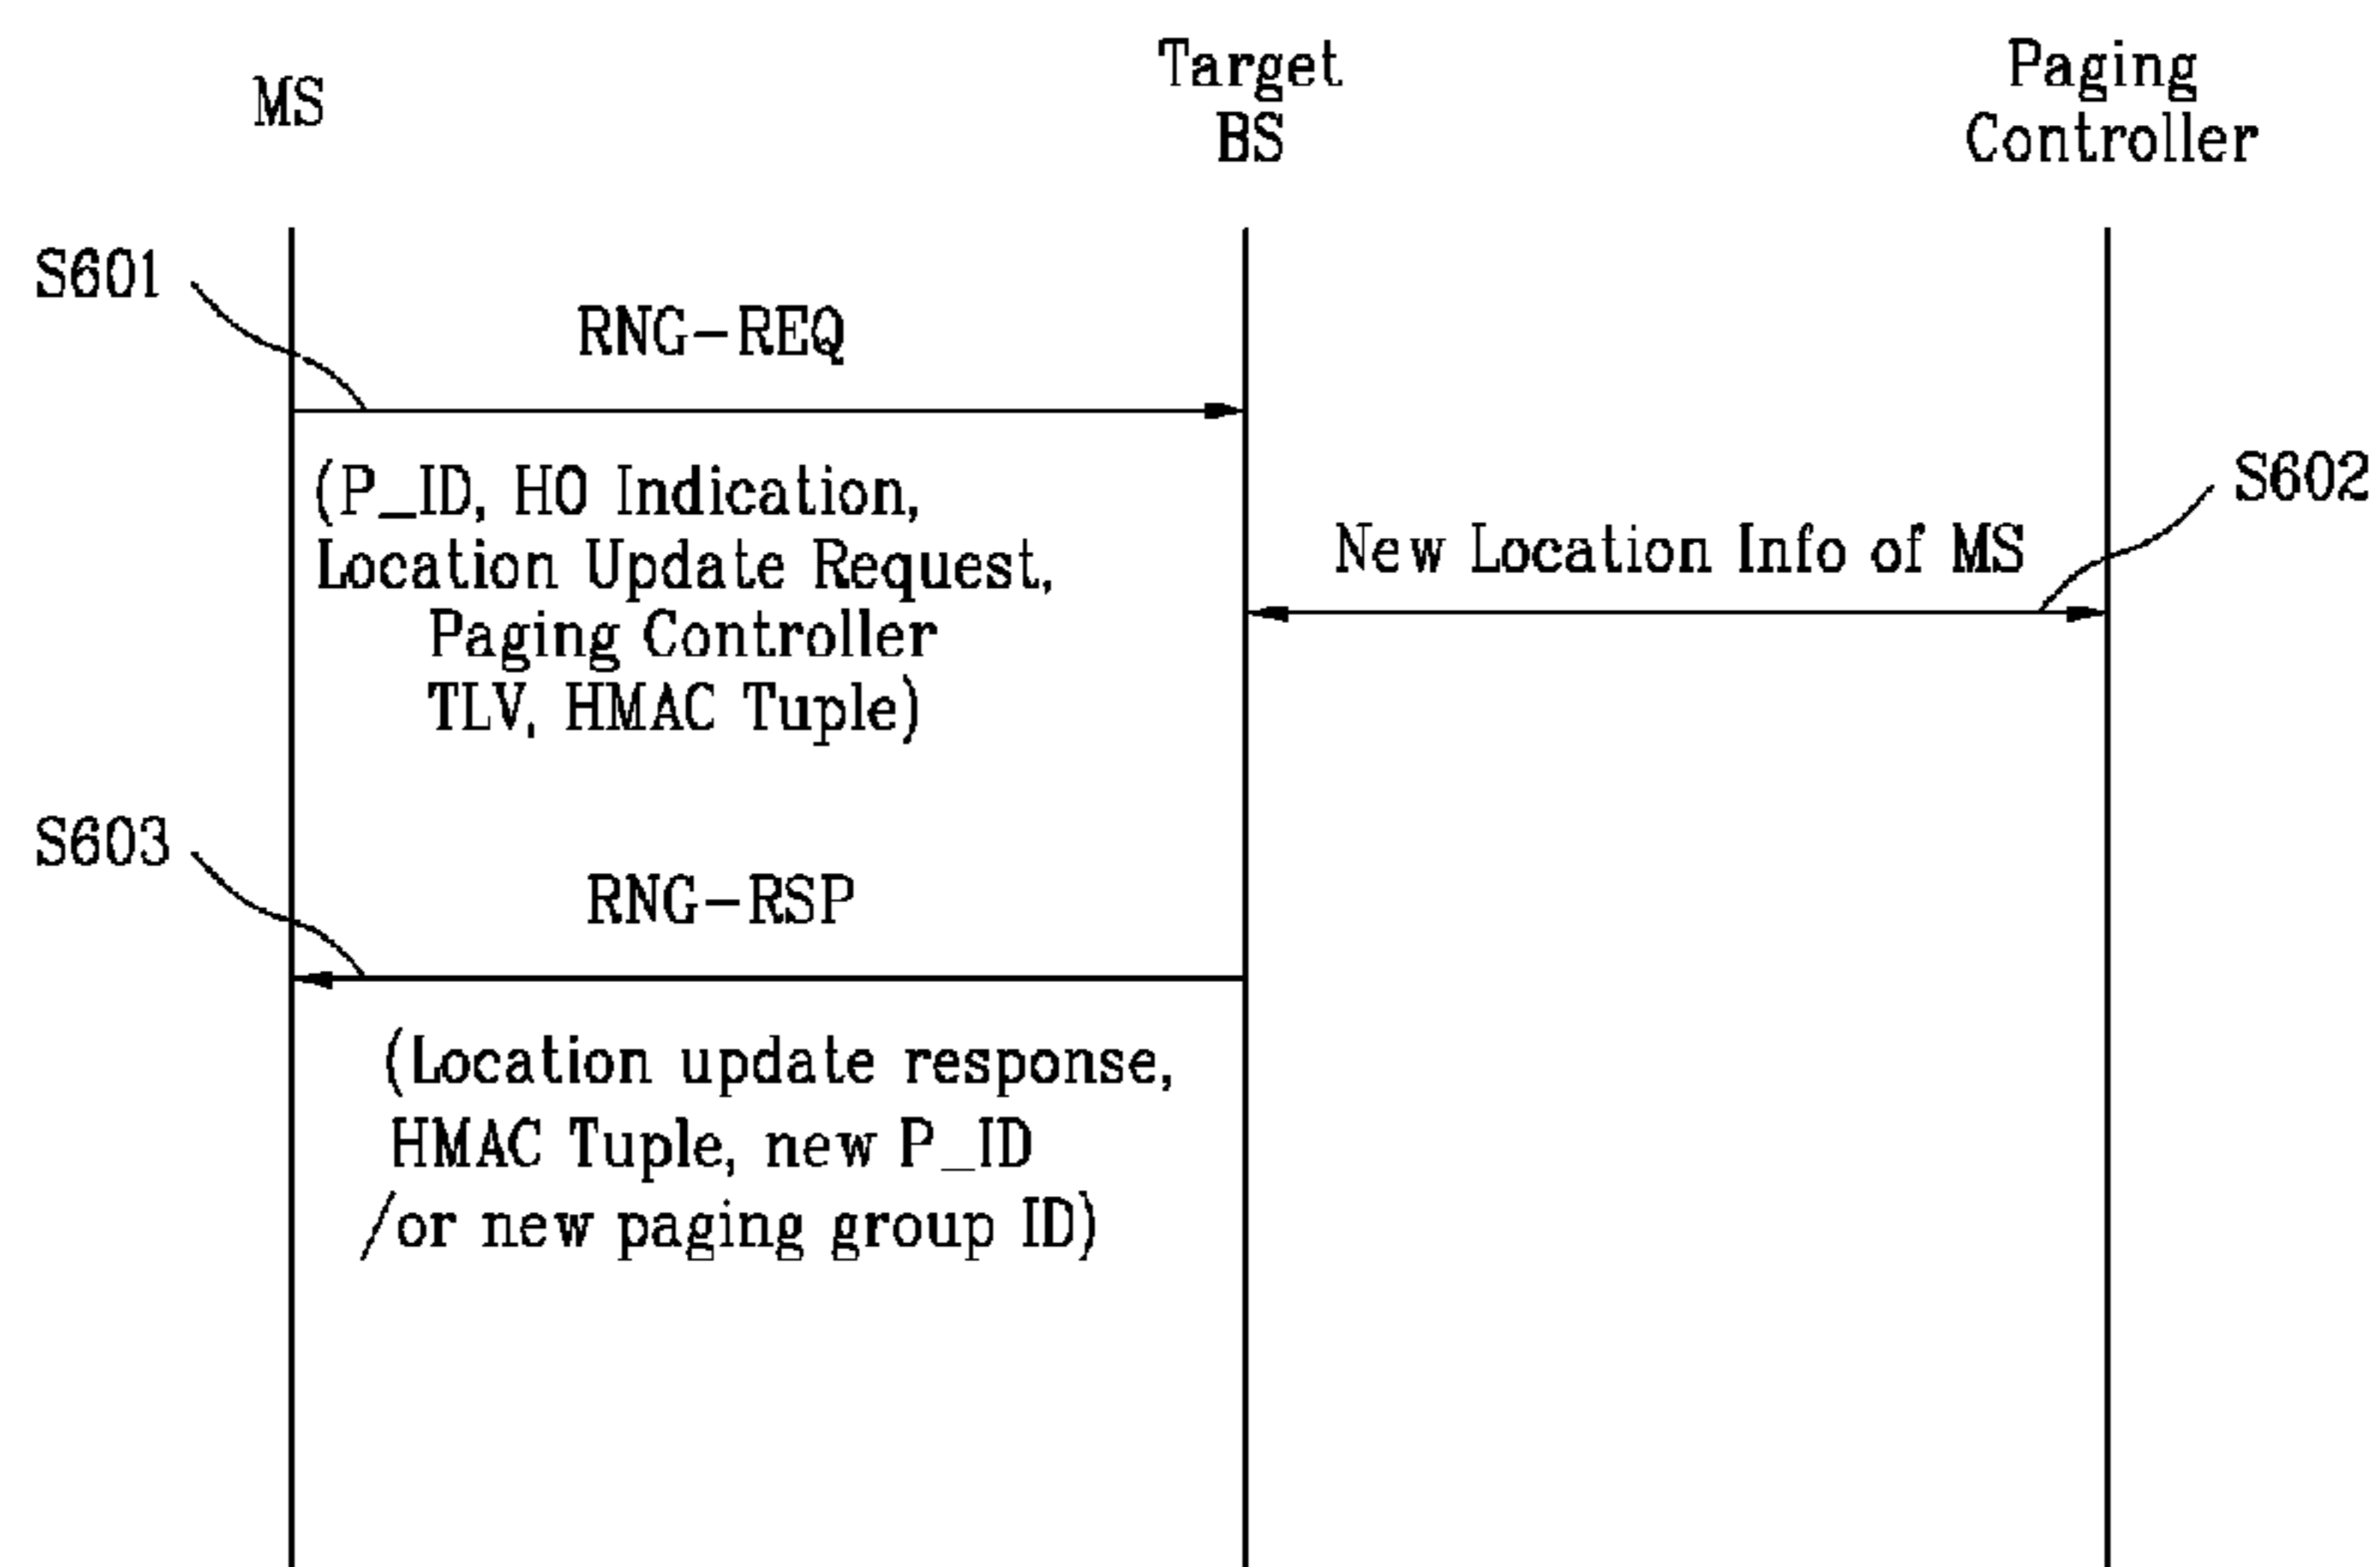 MS
Target
BS
Paging
Controller
S601
RNG-REQ
(P_ID, HO Indication,
Location Update Request,
Paging Controller
TLV, HMAC Tuple)
S602
New Location Info of MS
S603
RNG-RSP
(Location update response,
HMAC Tuple, new P_ID
/or new paging group ID)